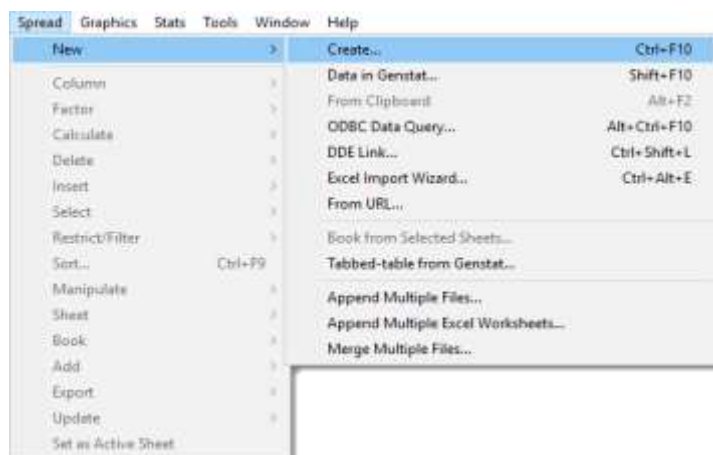 Spread Graphics Stats Tools Window Help
New
Column
Factor
Calculate
Delete
Insert
Select
Restrict/Filter
Sort... Ctrl+F9
Manipulate
Sheet
Book
Add
Export
Update
Set as Active Sheet
Create... Ctrl+F10
Data in Genstat... Shift+F10
From Clipboard Alt+F2
ODBC Data Query... Alt+Ctrl+F10
DDE Link... Ctrl+Shift+L
Excel Import Wizard... Ctrl+Alt+E
From URL...
Book from Selected Sheets...
Tabbed-table from Genstat...
Append Multiple Files...
Append Multiple Excel Worksheets...
Merge Multiple Files...